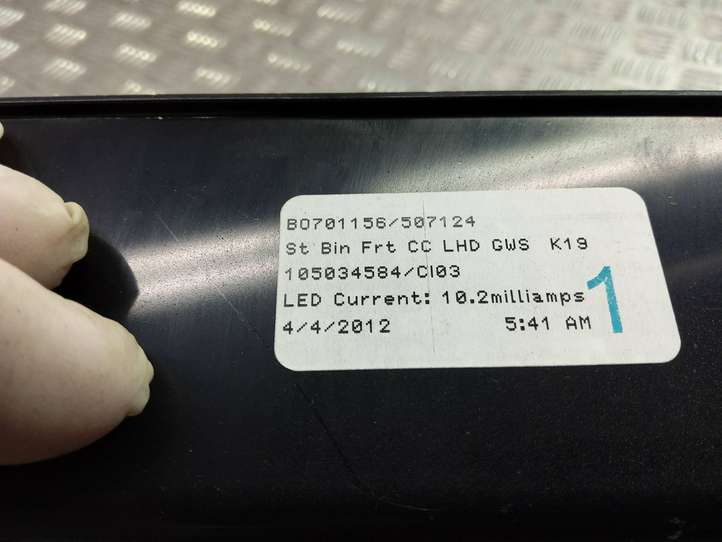 BO701156/507124
St Bin Frt CC LHD GWS K19
105034584/CI03
LED Current: 10.2milliamps
4/4/2012 5:41 AM
1